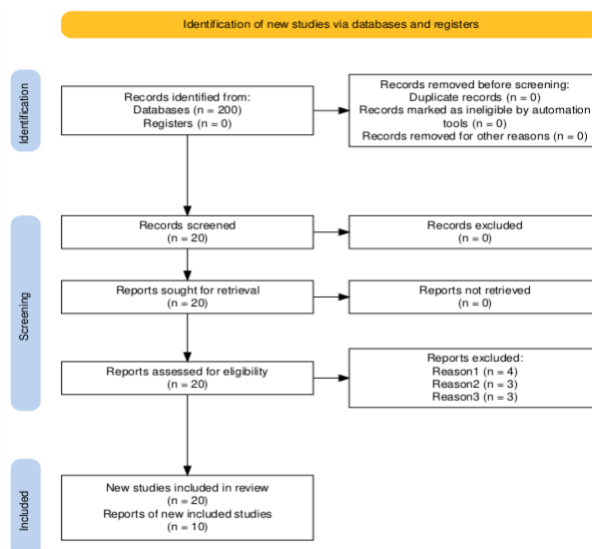 Identification of new studies via databases and registers
Identification
Records identified from:
Databases (n = 200)
Registers (n = 0)
Records removed before screening:
Duplicate records (n = 0)
Records marked as ineligible by automation
tools (n = 0)
Records removed for other reasons (n = 0)
Screening
Records screened
(n = 20)
Records excluded
(n = 0)
Reports sought for retrieval
(n = 20)
Reports not retrieved
(n = 0)
Reports assessed for eligibility
(n = 20)
Reports excluded:
Reason1 (n = 4)
Reason2 (n = 3)
Reason3 (n = 3)
Included
New studies included in review
(n = 20)
Reports of new included studies
(n = 10)